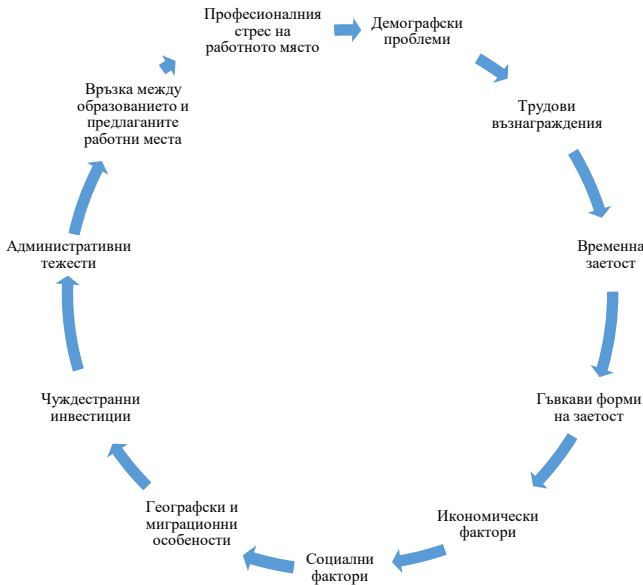 Професионалния
стрес на
работното място
Демографски
проблеми
Трудови
възнаграждения
Временна
заетост
Гъвкави форми
на заетост
Икономически
фактори
Социални
фактори
Географски и
миграционни
особености
Чуждестранни
инвестиции
Административни
тежести
Връзка между
образованието и
предлаганите
работни места